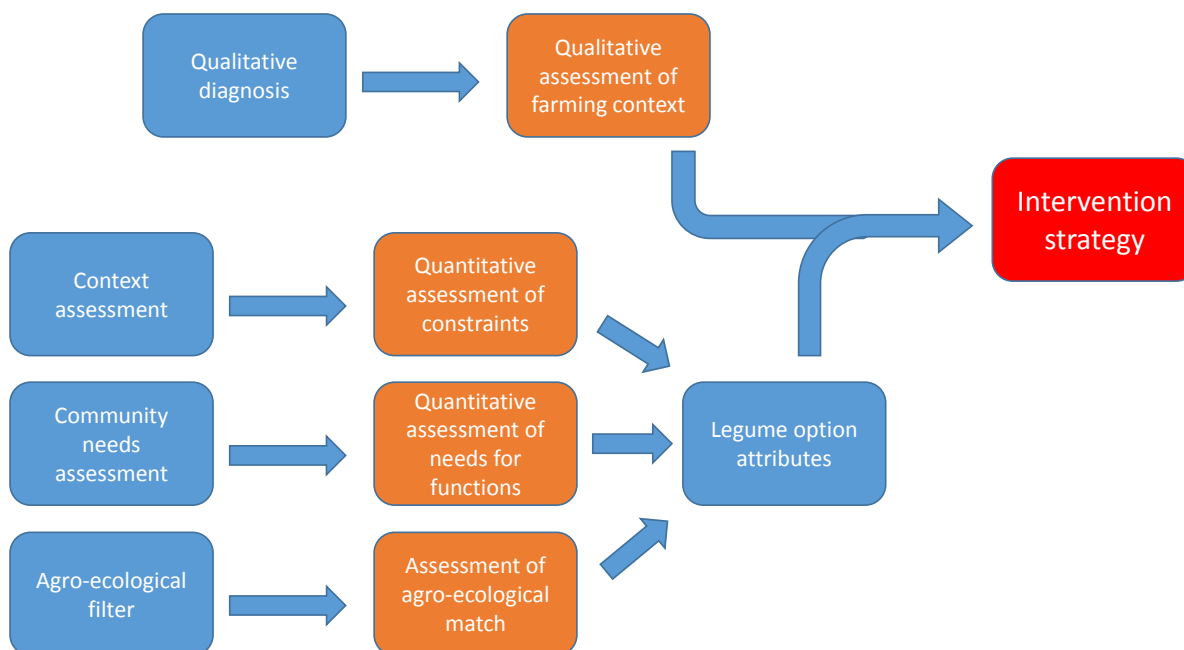 Qualitative
diagnosis
Qualitative
assessment of
farming context
Intervention
strategy
Context
assessment
Quantitative
assessment of
constraints
Community
needs
assessment
Quantitative
assessment of
needs for
functions
Legume option
attributes
Agro-ecological
filter
Assessment of
agro-ecological
match